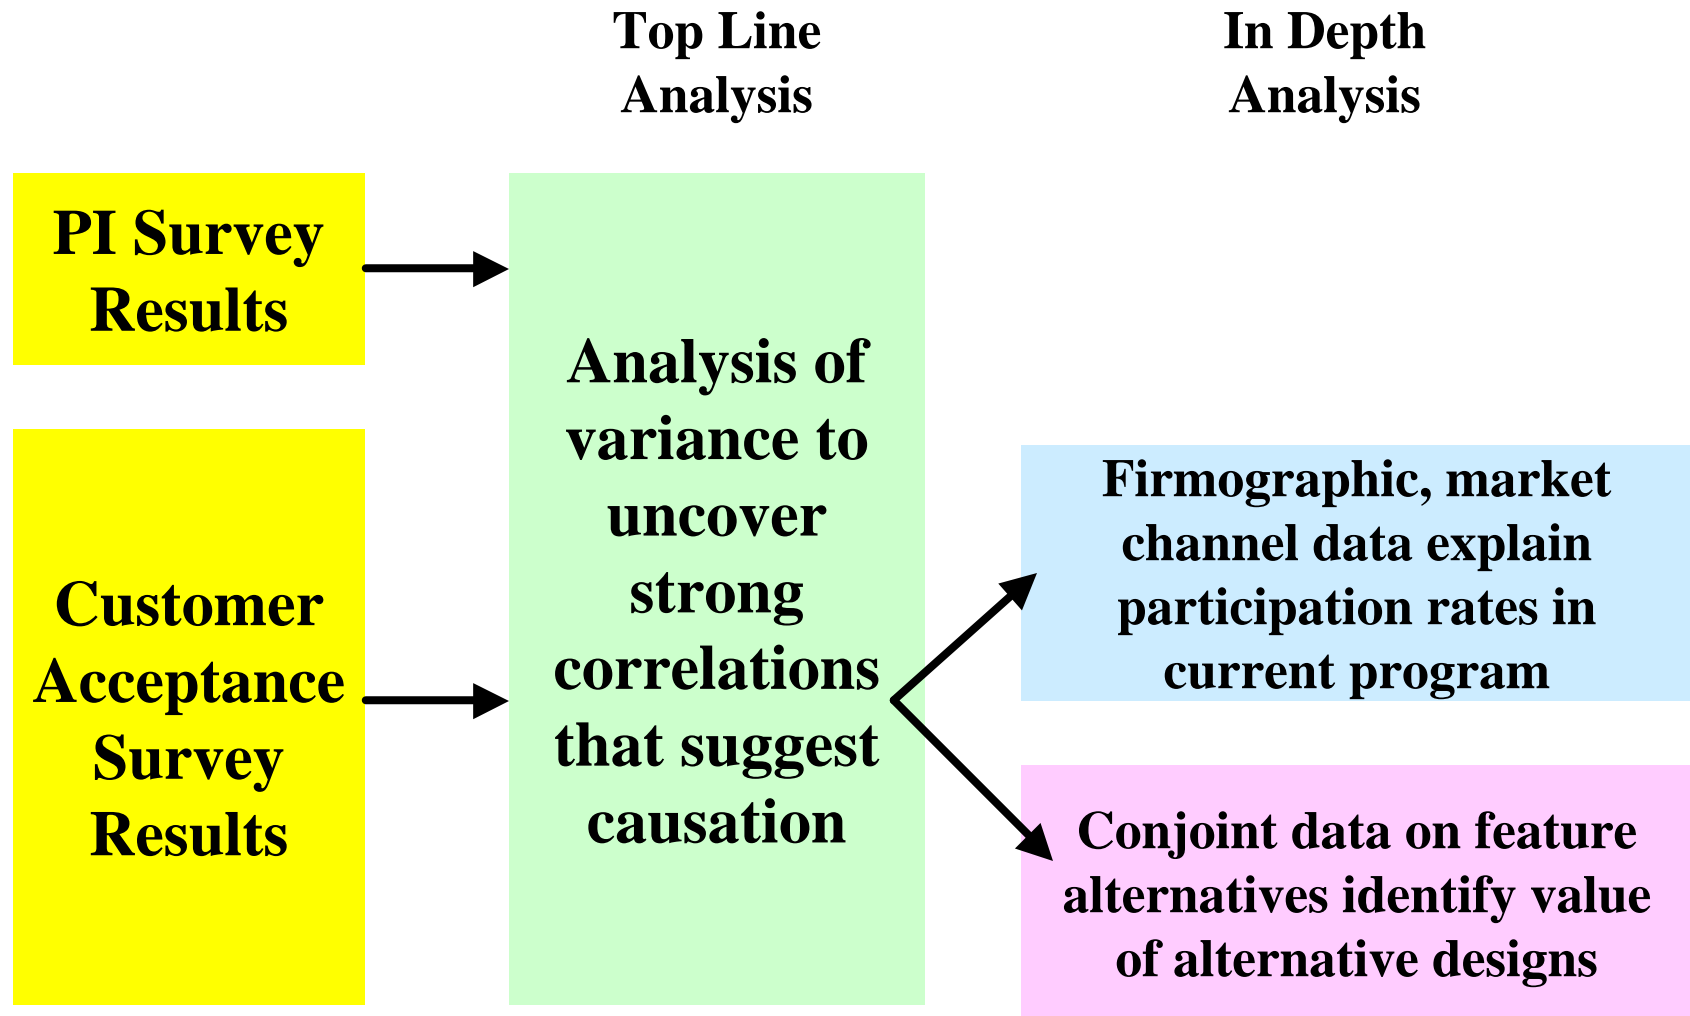 Top Line
Analysis
In Depth
Analysis
PI Survey
Results
Customer
Acceptance
Survey
Results
Analysis of
variance to
uncover
strong
correlations
that suggest
causation
Firmographic, market
channel data explain
participation rates in
current program
Conjoint data on feature
alternatives identify value
of alternative designs